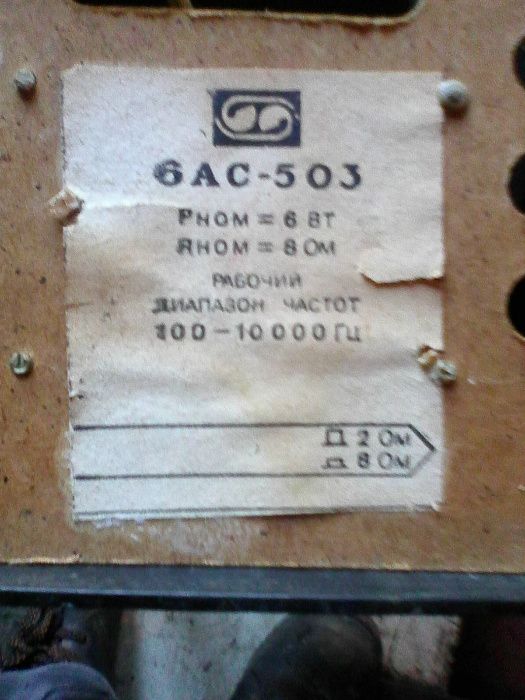 6АС-503
Рном = 6 Вт
Rном = 8 Ом
РАБОЧИЙ
ДИАПАЗОН ЧАСТОТ
100-10 000 Гц
2 Ом
8 Ом